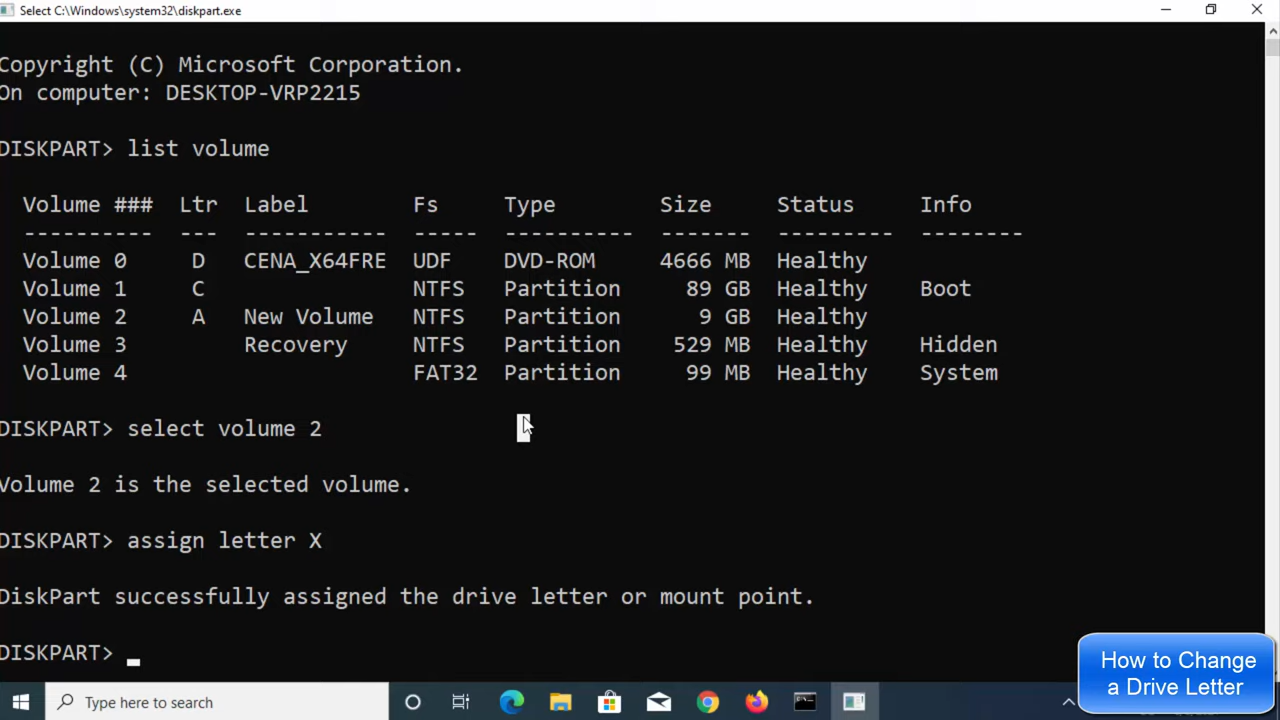 Select C:\Windows\system32\diskpart.exe
Copyright (C) Microsoft Corporation.
On computer: DESKTOP-VRP2215
DISKPART> list volume
Volume ### Ltr Label Fs Type Size Status Info
---------- --- ----------- ----- ---------- ------- --------- --------
Volume 0 D CENA_X64FRE UDF DVD-ROM 4666 MB Healthy
Volume 1 C NTFS Partition 89 GB Healthy Boot
Volume 2 A New Volume NTFS Partition 9 GB Healthy
Volume 3 Recovery NTFS Partition 529 MB Healthy Hidden
Volume 4 FAT32 Partition 99 MB Healthy System
DISKPART> select volume 2
Volume 2 is the selected volume.
DISKPART> assign letter X
DiskPart successfully assigned the drive letter or mount point.
DISKPART>
How to Change
a Drive Letter
Type here to search